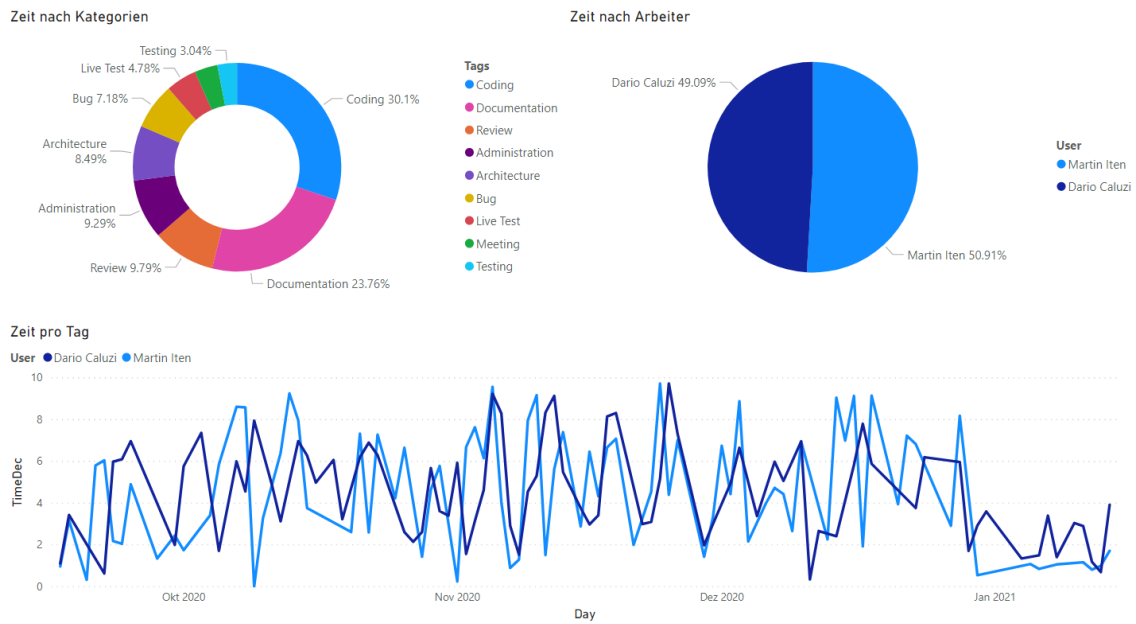 Zeit nach Kategorien
Testing 3.04%
Live Test 4.78%
Bug 7.18%
Architecture
8.49%
Administration
9.29%
Review 9.79%
Documentation 23.76%
Coding 30.1%
Tags
Coding
Documentation
Review
Administration
Architecture
Bug
Live Test
Meeting
Testing
Zeit nach Arbeiter
Dario Caluzi 49.09%
Martin Iten 50.91%
User
Martin Iten
Dario Caluzi
Zeit pro Tag
User Dario Caluzi Martin Iten
TimeDec
10
8
6
4
2
0
Okt 2020 Nov 2020 Dez 2020 Jan 2021
Day